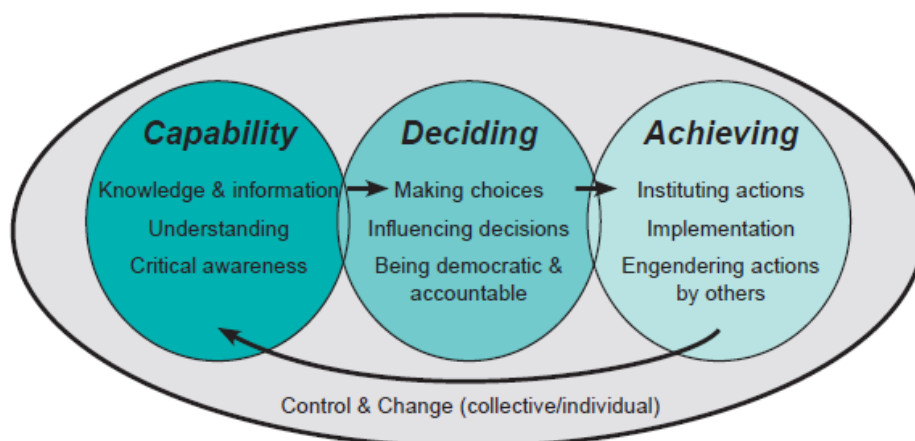 Capability
Knowledge & information
Understanding
Critical awareness
Deciding
Making choices
Influencing decisions
Being democratic &
accountable
Achieving
Instituting actions
Implementation
Engendering actions
by others
Control & Change (collective/individual)